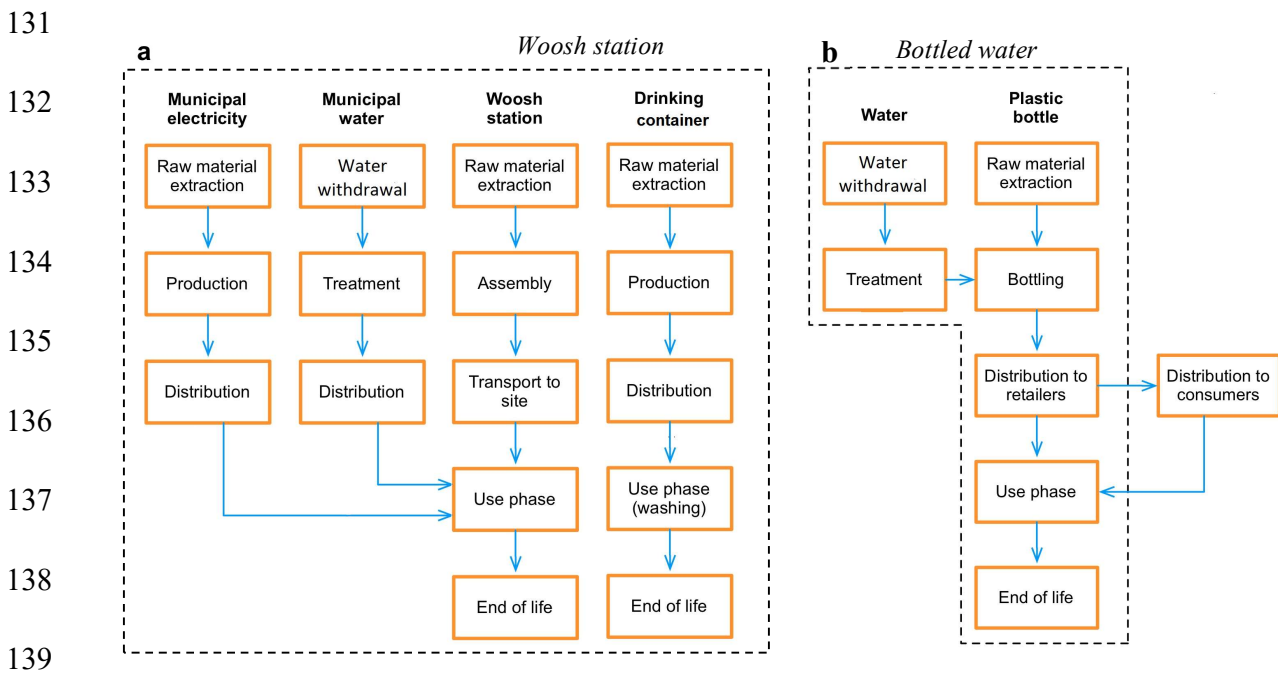 131
a
Woosh station
b
Bottled water
132
Municipal
electricity
Municipal
water
Woosh
station
Drinking
container
Water
Plastic
bottle
133
Raw material
extraction
Water
withdrawal
Raw material
extraction
Raw material
extraction
Water
withdrawal
Raw material
extraction
134
Production
Treatment
Assembly
Production
Treatment
Bottling
135
Distribution
Distribution
Transport to
site
Distribution
Distribution to
retailers
Distribution to
consumers
136
137
Use phase
Use phase
(washing)
Use phase
138
End of life
End of life
End of life
139